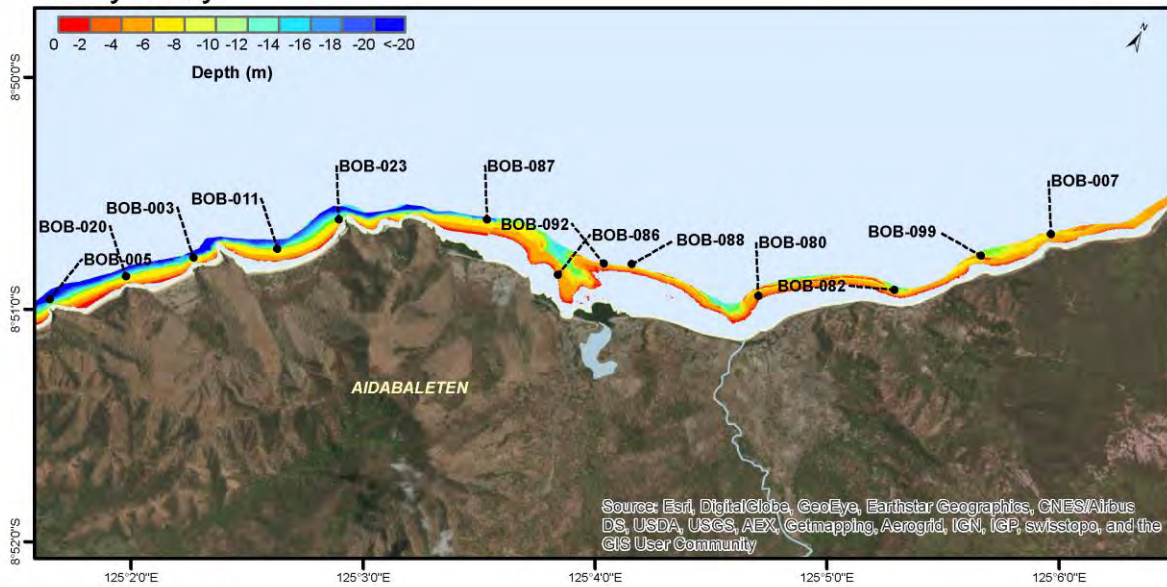 0 -2 -4 -6 -8 -10 -12 -14 -16 -18 -20 <-20
Depth (m)
N
8°50'0"S
BOB-023
BOB-087
BOB-007
BOB-011
BOB-003
BOB-020
BOB-092
BOB-086
BOB-088
BOB-080
BOB-099
BOB-005
BOB-082
8°51'0"S
AIDABALETEN
Source: Esri, DigitalGlobe, GeoEye, Earthstar Geographics, CNES/Airbus
DS, USDA, USGS, AEX, Getmapping, Aerogrid, IGN, IGP, swisstopo, and the
GIS User Community
8°52'0"S
125°2'0"E 125°3'0"E 125°4'0"E 125°5'0"E 125°6'0"E